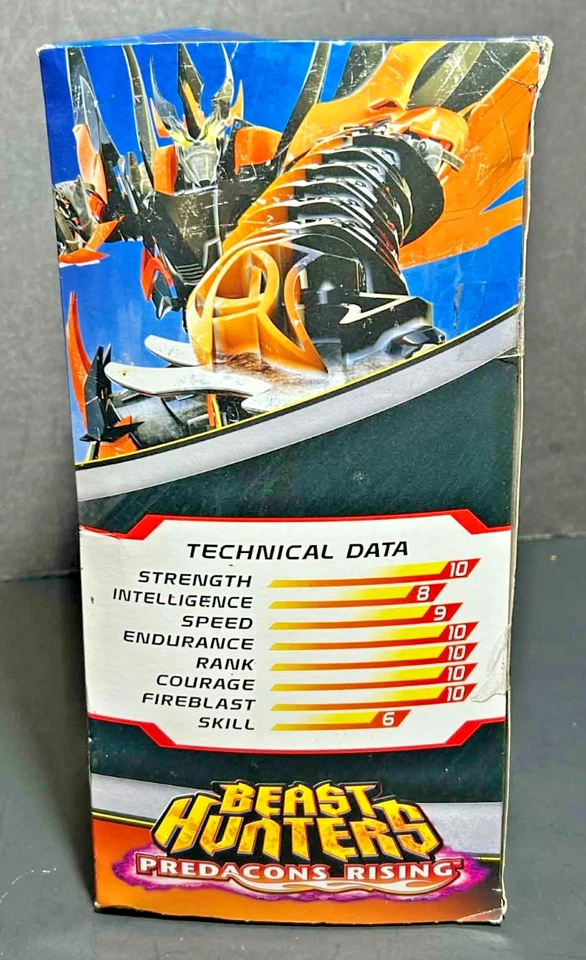 TECHNICAL DATA
STRENGTH 10
INTELLIGENCE 8
SPEED 9
ENDURANCE 10
RANK 10
COURAGE 10
FIREBLAST 10
SKILL 6
BEAST
HUNTERS
PREDACONS RISING